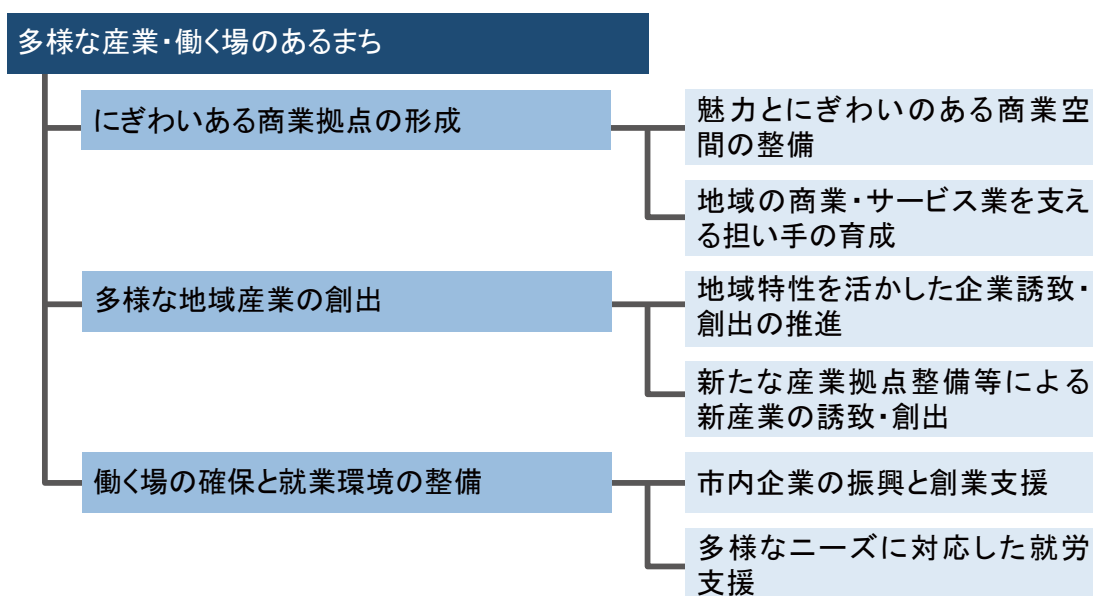 多様な産業・働く場のあるまち
にぎわいある商業拠点の形成
魅力とにぎわいのある商業空
間の整備
地域の商業・サービス業を支え
る担い手の育成
多様な地域産業の創出
地域特性を活かした企業誘致・
創出の推進
新たな産業拠点整備等による
新産業の誘致・創出
働く場の確保と就業環境の整備
市内企業の振興と創業支援
多様なニーズに対応した就労
支援